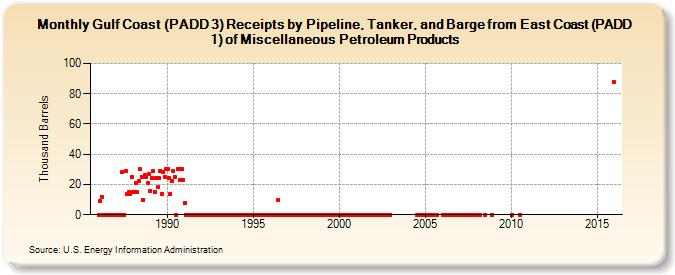 Monthly Gulf Coast (PADD 3) Receipts by Pipeline, Tanker, and Barge from East Coast (PADD
1) of Miscellaneous Petroleum Products
Thousand Barrels
100
80
60
40
20
0
1990 1995 2000 2005 2010 2015
Source: U.S. Energy Information Administration